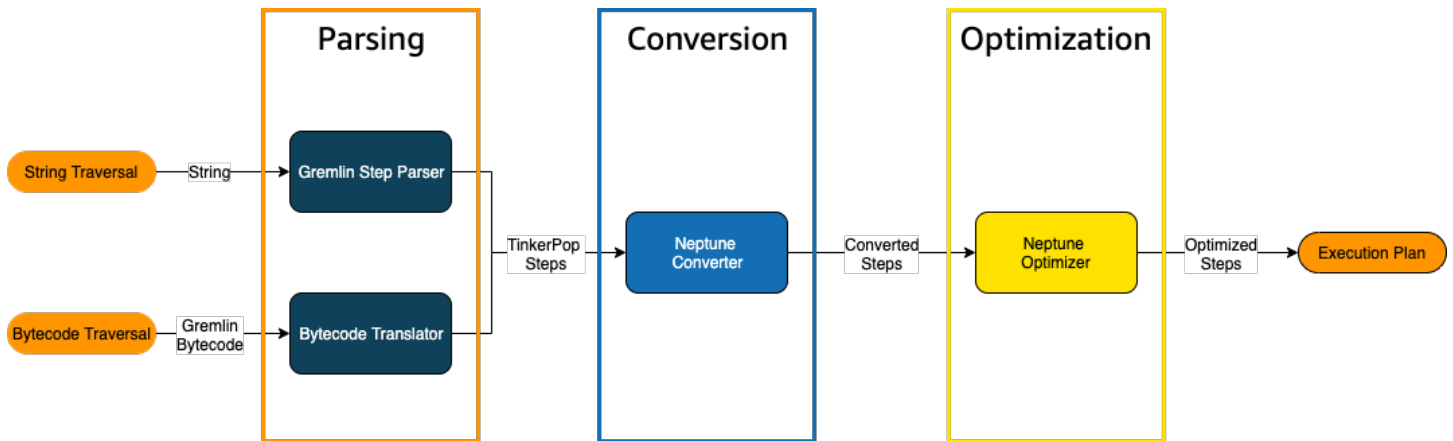 Parsing
Conversion
Optimization
String Traversal
String
Gremlin Step Parser
Bytecode Traversal
Gremlin
Bytecode
Bytecode Translator
TinkerPop
Steps
Neptune
Converter
Converted
Steps
Neptune
Optimizer
Optimized
Steps
Execution Plan